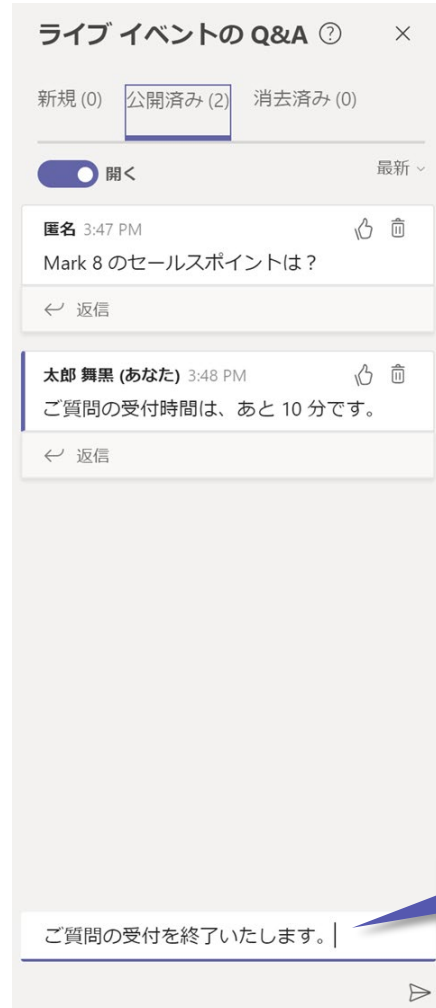 ライブ イベントの Q&A
新規 (0) 公開済み (2) 消去済み (0)
開く 最新
匿名 3:47 PM
Mark 8 のセールスポイントは？
返信
太郎 舞黒 (あなた) 3:48 PM
ご質問の受付時間は、あと 10 分です。
返信
ご質問の受付を終了いたします。